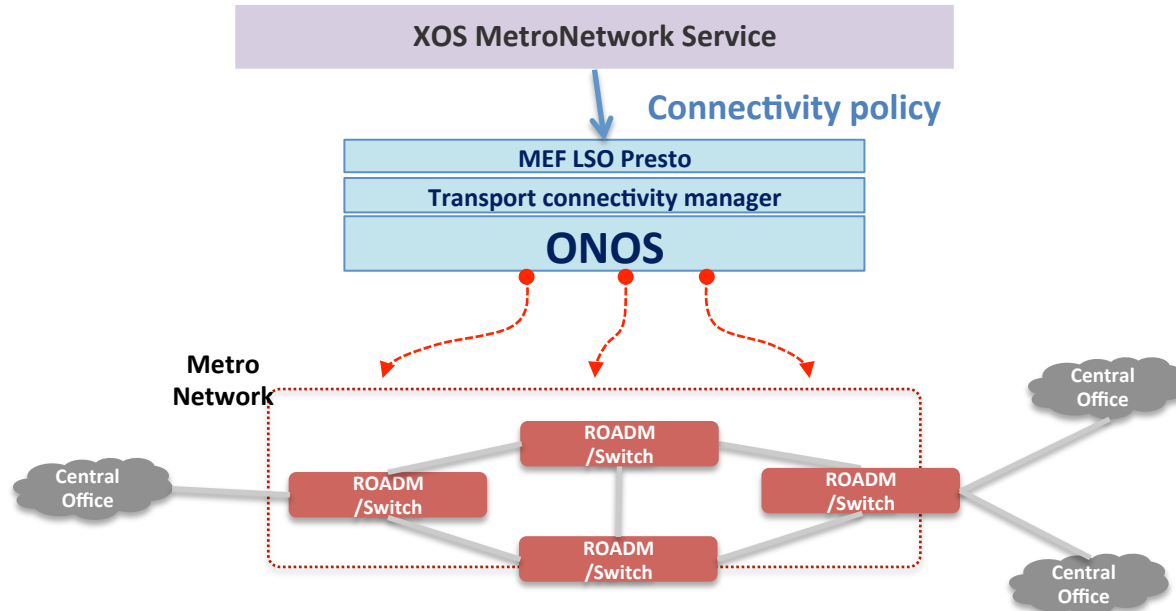 XOS MetroNetwork Service
Connectivity policy
MEF LSO Presto
Transport connectivity manager
ONOS
Metro
Network
Central
Office
ROADM
/Switch
Central
Office
ROADM
/Switch
ROADM
/Switch
ROADM
/Switch
Central
Office